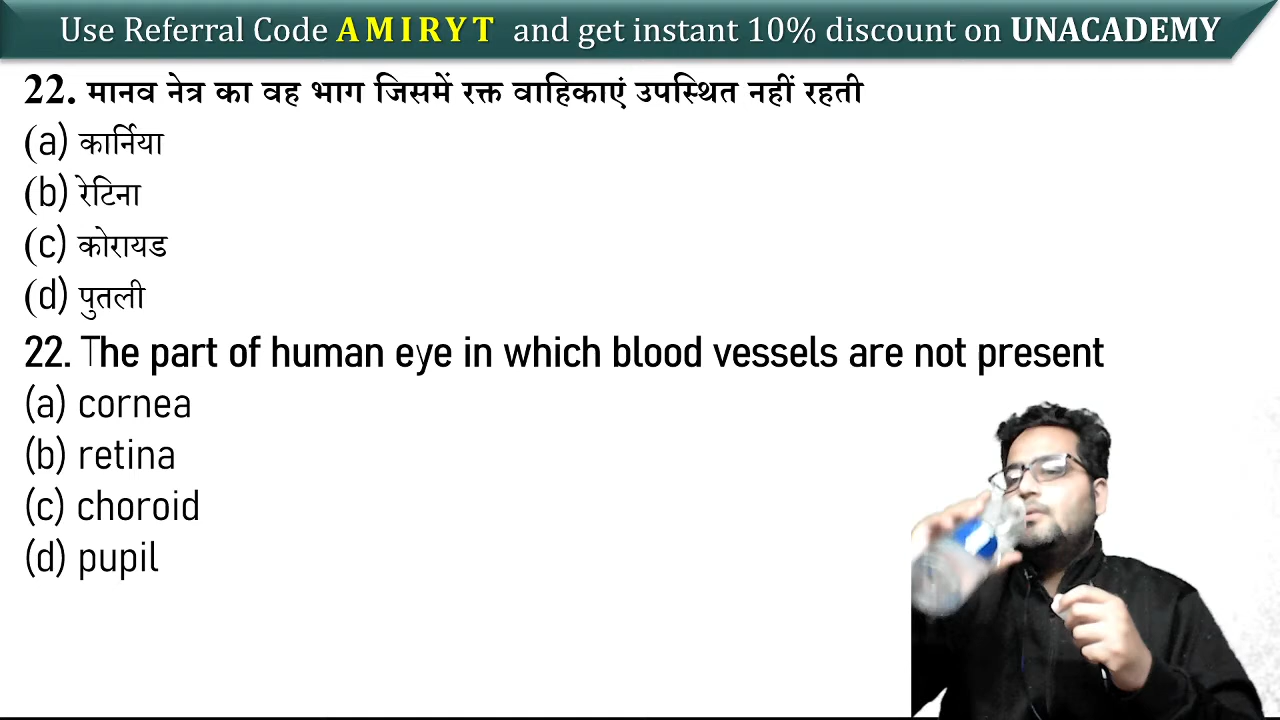 Use Referral Code A M I R Y T and get instant 10% discount on UNACADEMY
22. मानव नेत्र का वह भाग जिसमें रक्त वाहिकाएं उपस्थित नहीं रहती
(a) कार्निया
(b) रेटिना
(c) कोरायड
(d) पुतली
22. The part of human eye in which blood vessels are not present
(a) cornea
(b) retina
(c) choroid
(d) pupil